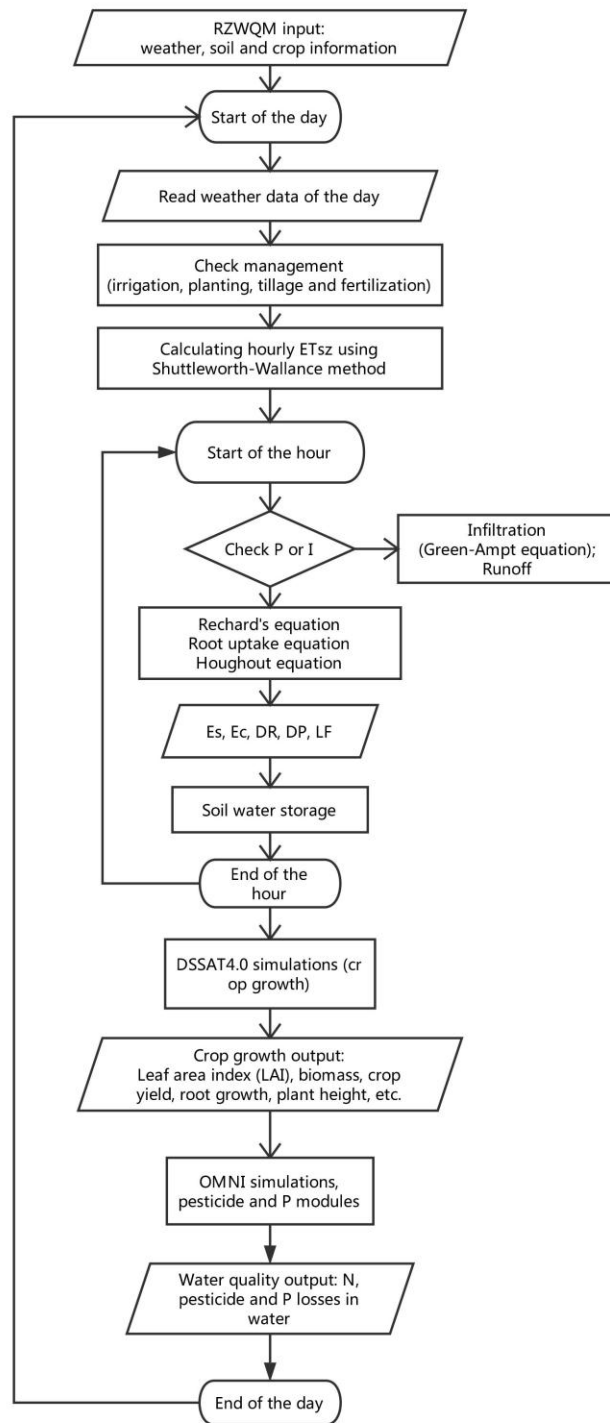 RZWQM input:
weather, soil and crop information
Start of the day
Read weather data of the day
Check management
(irrigation, planting, tillage and fertilization)
Calculating hourly ETsz using
Shuttleworth-Wallance method
Start of the hour
Check P or I
Infiltration
(Green-Ampt equation);
Runoff
Rechard's equation
Root uptake equation
Houghout equation
Es, Ec, DR, DP, LF
Soil water storage
End of the
hour
DSSAT4.0 simulations (cr
op growth)
Crop growth output:
Leaf area index (LAI), biomass, crop
yield, root growth, plant height, etc.
OMNI simulations,
pesticide and P modules
Water quality output: N,
pesticide and P losses in
water
End of the day